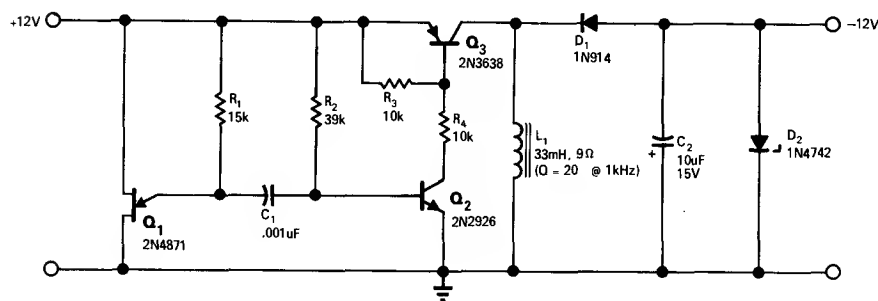 +12V
Q3
2N3638
R1
15k
R2
39k
R3
10k
R4
10k
D1
1N914
−12V
L1
33mH, 9Ω
(Q = 20 @ 1kHz)
C2
+
10uF
15V
D2
1N4742
Q1
2N4871
C1
.001uF
Q2
2N2926